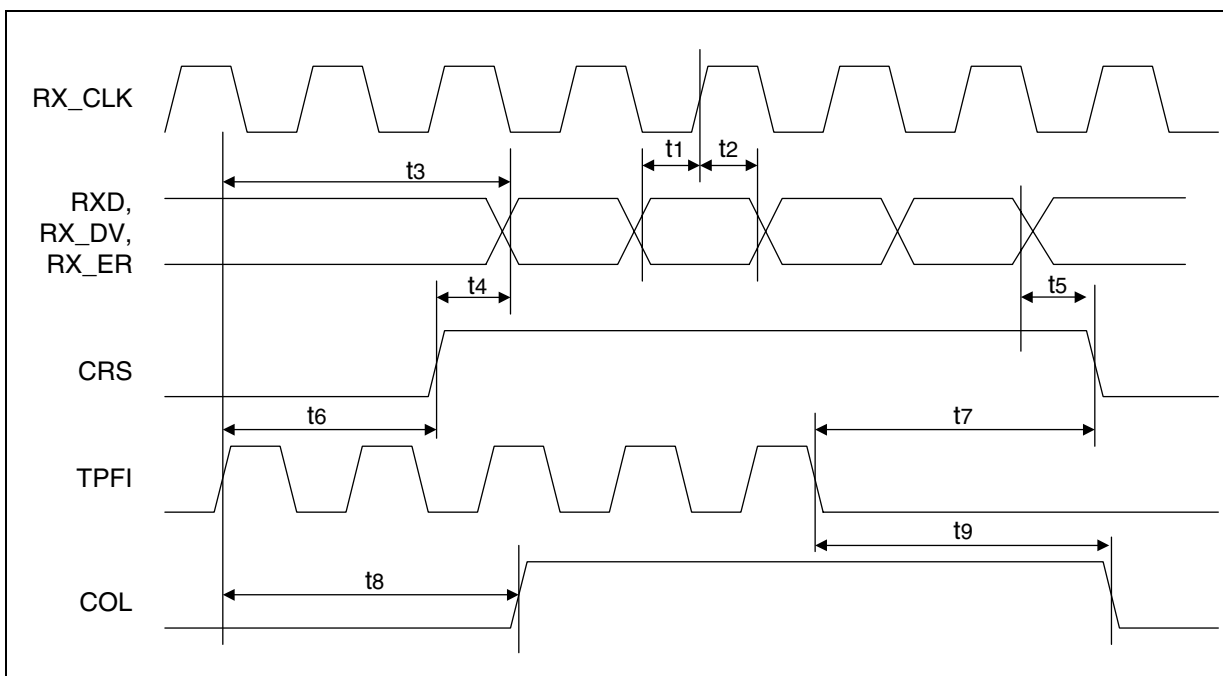 RX_CLK
t1
t2
t3
RXD,
RX_DV,
RX_ER
t4
t5
CRS
t6
t7
TPFI
t9
t8
COL